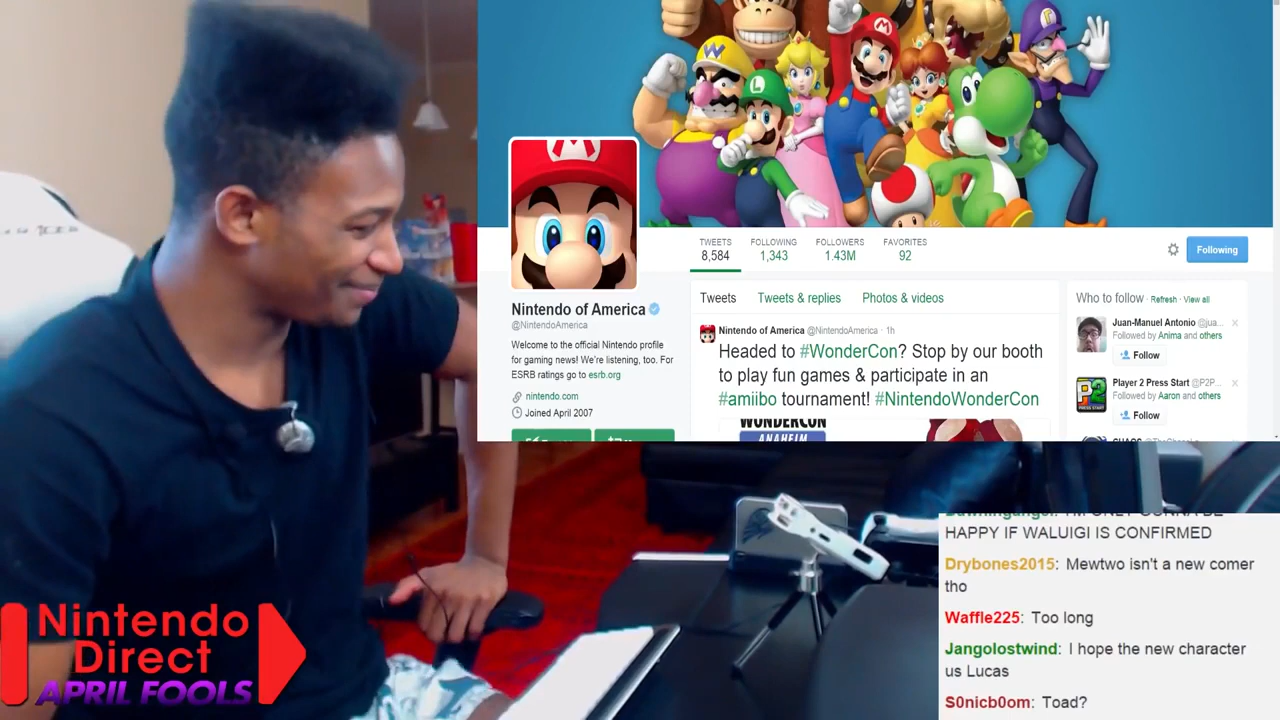 TWEETS
8,584
FOLLOWING
1,343
FOLLOWERS
1.43M
FAVORITES
92
Following
Nintendo of America
@NintendoAmerica
Welcome to the official Nintendo profile
for gaming news! We're listening, too. For
ESRB ratings go to esrb.org
nintendo.com
Joined April 2007
Tweets
Tweets & replies
Photos & videos
Nintendo of America @NintendoAmerica · 1h
Headed to #WonderCon? Stop by our booth
to play fun games & participate in an
#amiibo tournament! #NintendoWonderCon
WONDERCON
ANAHEIM
Who to follow · Refresh · View all
Juan-Manuel Antonio @jua...
Followed by Anima and others
Follow
Player 2 Press Start @P2P...
Followed by Aaron and others
Follow
HAPPY IF WALUIGI IS CONFIRMED
Drybones2015: Mewtwo isn't a new comer
tho
Waffle225: Too long
Jangolostwind: I hope the new character
us Lucas
S0nicb0om: Toad?
Nintendo
Direct
APRIL FOOLS